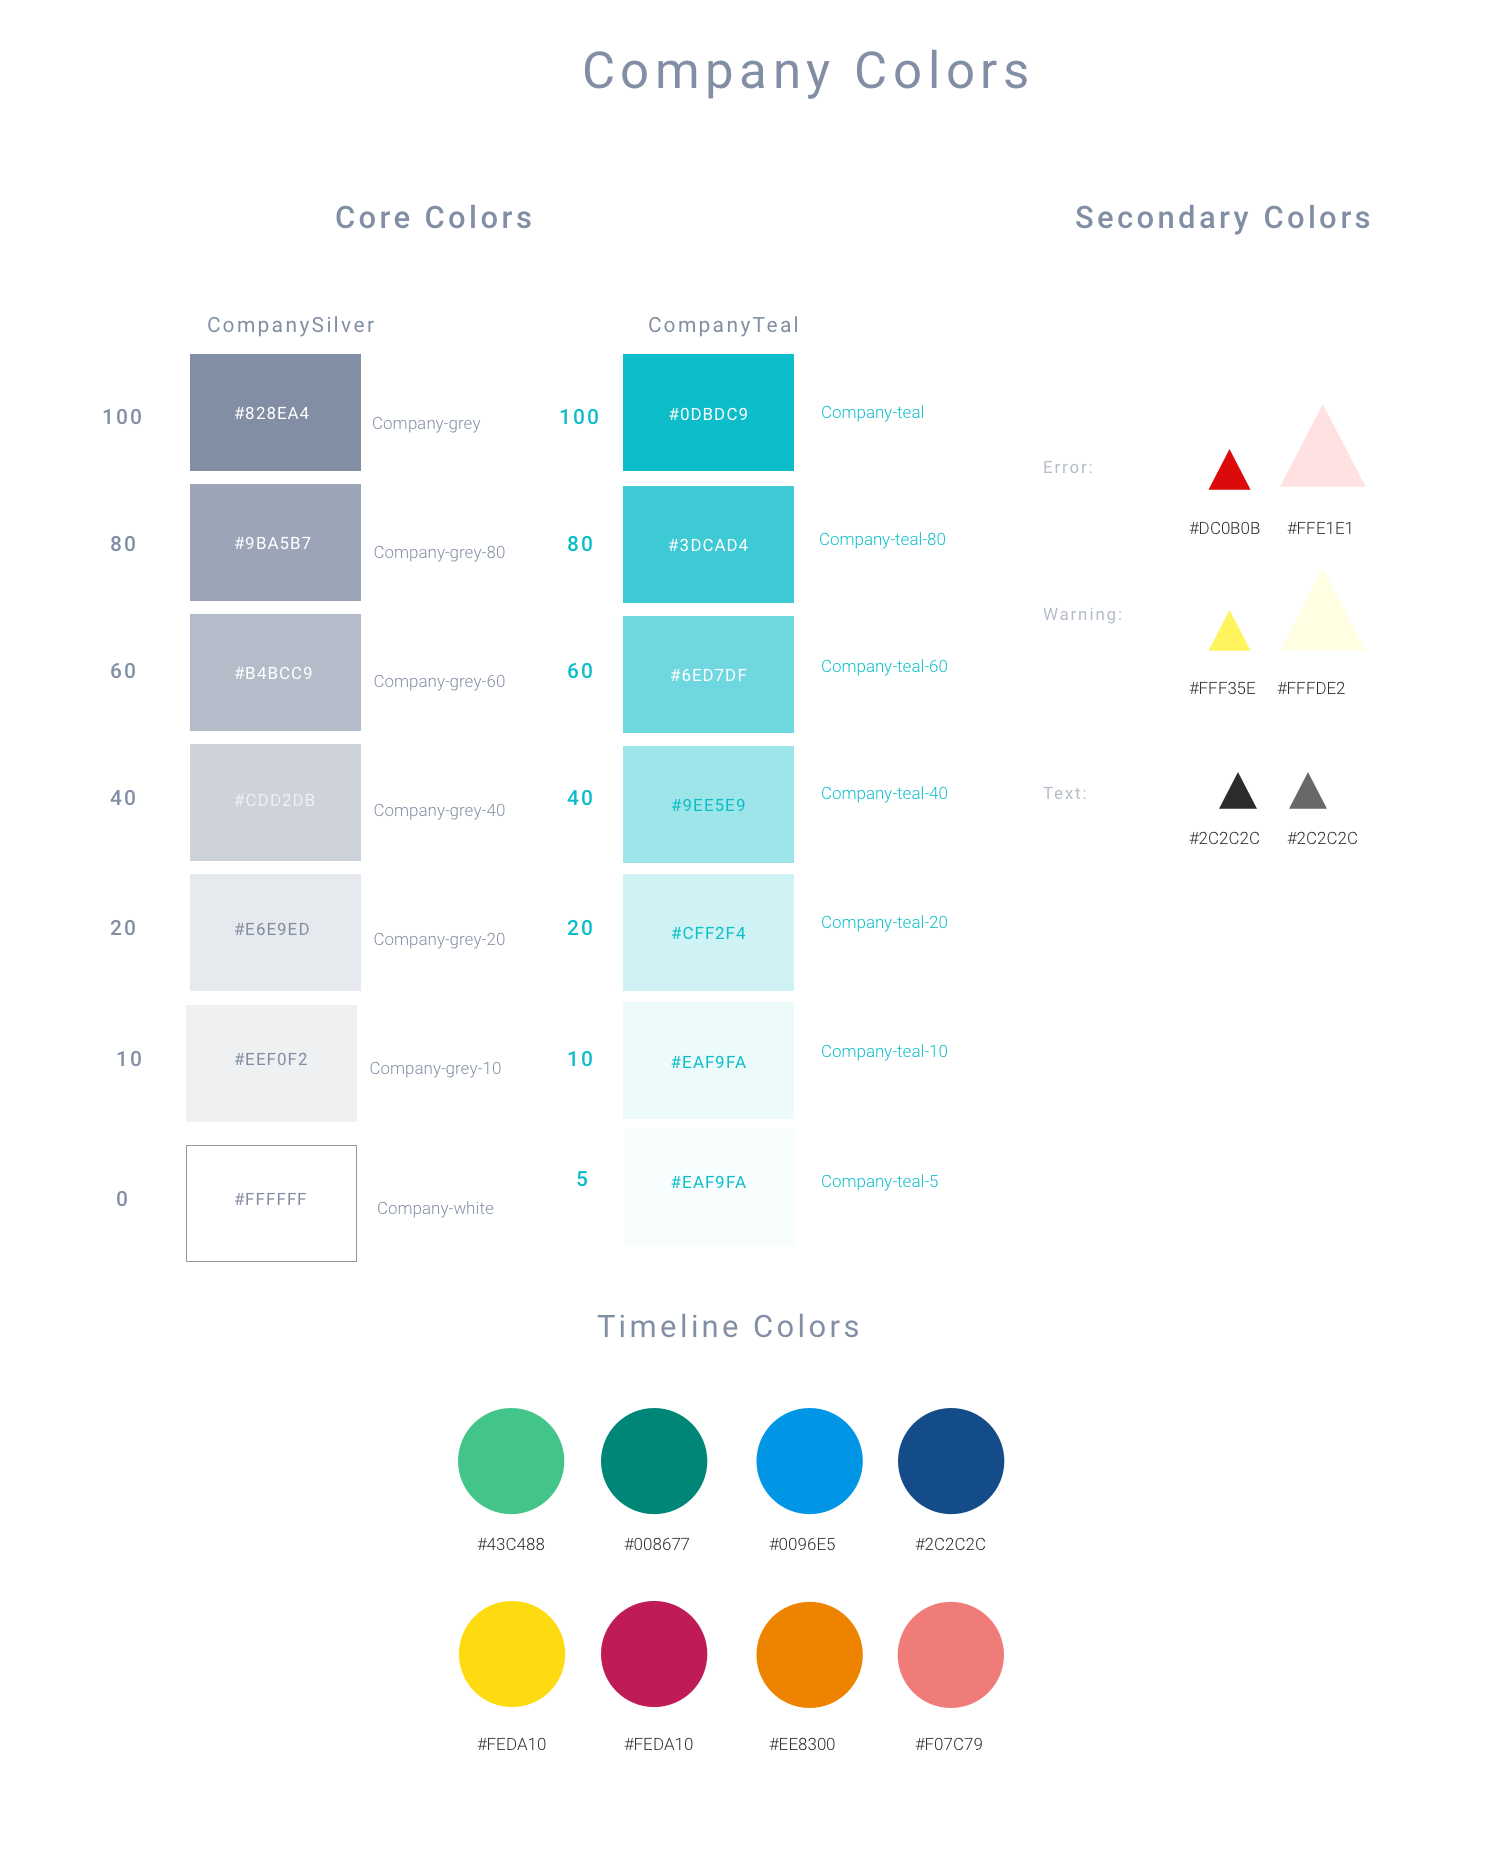 Company Colors
Core Colors
CompanySilver
100
#828EA4
Company-grey
80
#9BA5B7
Company-grey-80
60
#B4BCC9
Company-grey-60
40
#CDD2DB
Company-grey-40
20
#E6E9ED
Company-grey-20
10
#EEF0F2
Company-grey-10
0
#FFFFFF
Company-white
CompanyTeal
100
#0DBDC9
Company-teal
80
#3DCAD4
Company-teal-80
60
#6ED7DF
Company-teal-60
40
#9EE5E9
Company-teal-40
20
#CFF2F4
Company-teal-20
10
#EAF9FA
Company-teal-10
5
#EAF9FA
Company-teal-5
Secondary Colors
Error:
#DC0B0B #FFE1E1
Warning:
#FFF35E #FFFDE2
Text:
#2C2C2C #2C2C2C
Timeline Colors
#43C488 #008677 #0096E5 #2C2C2C
#FEDA10 #FEDA10 #EE8300 #F07C79